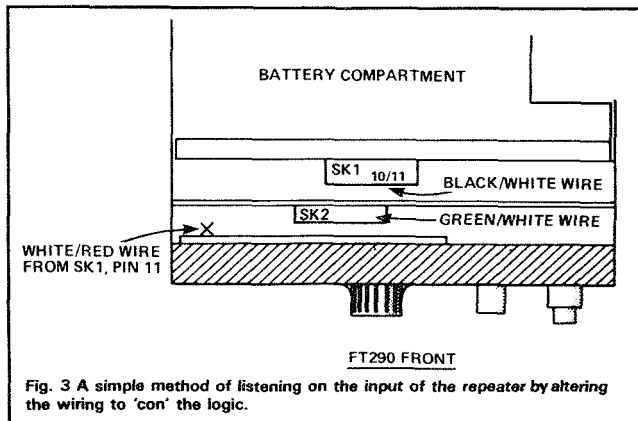 BATTERY COMPARTMENT
SK1 10/11
BLACK/WHITE WIRE
SK2
GREEN/WHITE WIRE
WHITE/RED WIRE
FROM SK1, PIN 11
FT290 FRONT
Fig. 3 A simple method of listening on the input of the repeater by altering
the wiring to 'con' the logic.